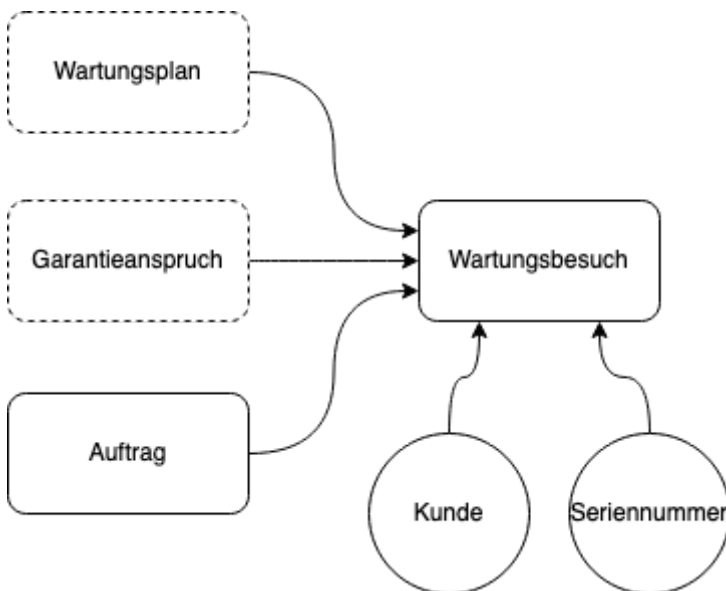 Wartungsplan
Garantieanspruch
Wartungsbesuch
Auftrag
Kunde
Seriennummer